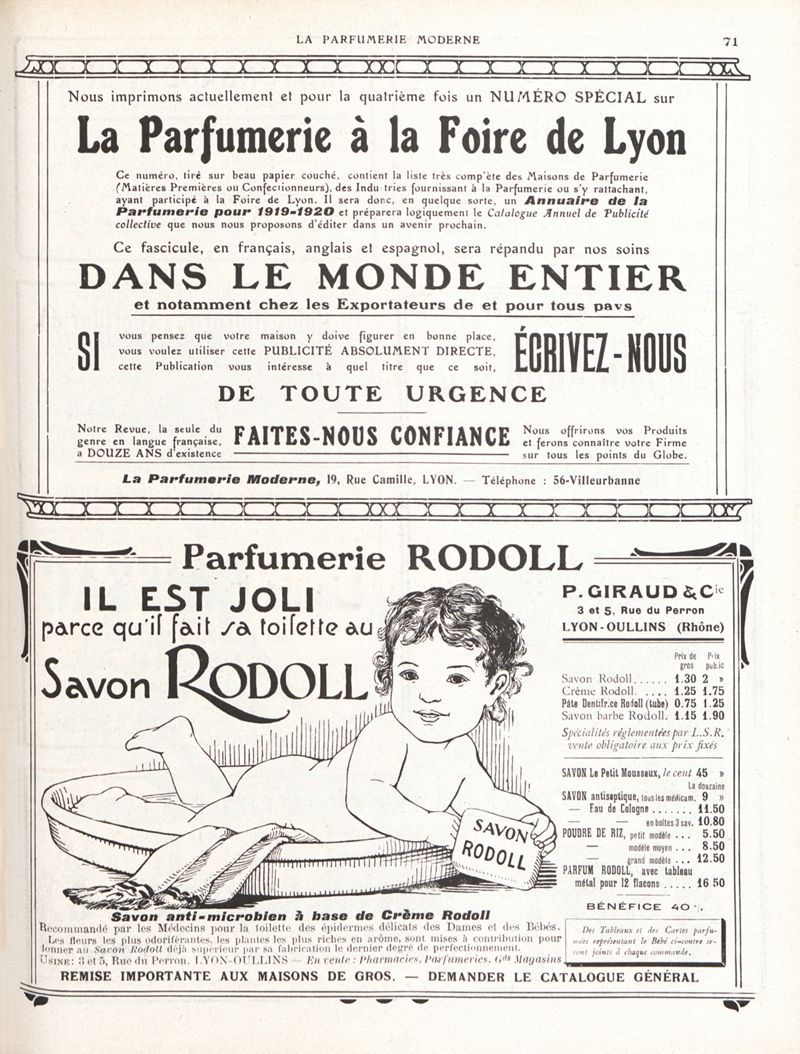 LA PARFUMERIE MODERNE
71
Nous imprimons actuellement et pour la quatrième fois un NUMÉRO SPÉCIAL sur
La Parfumerie à la Foire de Lyon
Ce numéro, tiré sur beau papier couché, contient la liste très comp'ète des Maisons de Parfumerie
(Matières Premières ou Confectionneurs), des Indu tries fournissant à la Parfumerie ou s'y rattachant,
ayant participé à la Foire de Lyon. Il sera donc, en quelque sorte, un Annuaire de la
Parfumerie pour 1919-1920 et préparera logiquement le Catalogue Annuel de Publicité
collective que nous nous proposons d'éditer dans un avenir prochain.
Ce fascicule, en français, anglais et espagnol, sera répandu par nos soins
DANS LE MONDE ENTIER
et notamment chez les Exportateurs de et pour tous pays
SI
vous pensez que votre maison y doive figurer en bonne place,
vous voulez utiliser cette PUBLICITÉ ABSOLUMENT DIRECTE,
cette Publication vous intéresse à quel titre que ce soit,
ÉCRIVEZ-NOUS
DE TOUTE URGENCE
Notre Revue, la seule du
genre en langue française,
a DOUZE ANS d'existence
FAITES-NOUS CONFIANCE
Nous offrirons vos Produits
et ferons connaître votre Firme
sur tous les points du Globe.
La Parfumerie Moderne, 19, Rue Camille, LYON. — Téléphone : 56-Villeurbanne
Parfumerie RODOLL
IL EST JOLI
parce qu'il fait sa toilette au
Savon RODOLL
SAVON
RODOLL
P. GIRAUD & Cie
3 et 5, Rue du Perron
LYON-OULLINS (Rhône)
Prix de Prix
gros public
Savon Rodoll...... 1.30 2 »
Crème Rodoll. .... 1.25 1.75
Pâte Dentifr.ce Rodoll (tube) 0.75 1.25
Savon barbe Rodoll. 1.15 1.90
Spécialités réglementées par L.S.R.
vente obligatoire aux prix fixés
SAVON Le Petit Mousseux, le cent 45 »
La douzaine
SAVON antiseptique, tous les médicam. 9 »
— Eau de Cologne ....... 11.50
— — en boîtes 3 sav. 10.80
POUDRE DE RIZ, petit modèle ... 5.50
— modèle moyen ... 8.50
— grand modèle ... 12.50
PARFUM RODOLL, avec tableau
métal pour 12 flacons ..... 16 50
BÉNÉFICE 40 %
Des Tableaux et des Cartes parfu-
mées représentant le Bébé ci-contre se-
ront joints à chaque commande.
Savon anti-microbien à base de Crème Rodoll
Recommandé par les Médecins pour la toilette des épidermes délicats des Dames et des Bébés.
Les fleurs les plus odoriférantes, les plantes les plus riches en arôme, sont mises à contribution pour
donner au Savon Rodoll déjà supérieur par sa fabrication le dernier degré de perfectionnement.
USINE: 3 et 5, Rue du Perron, LYON-OULLINS — En vente : Pharmacies, Parfumeries, Gds Magasins
REMISE IMPORTANTE AUX MAISONS DE GROS. — DEMANDER LE CATALOGUE GÉNÉRAL